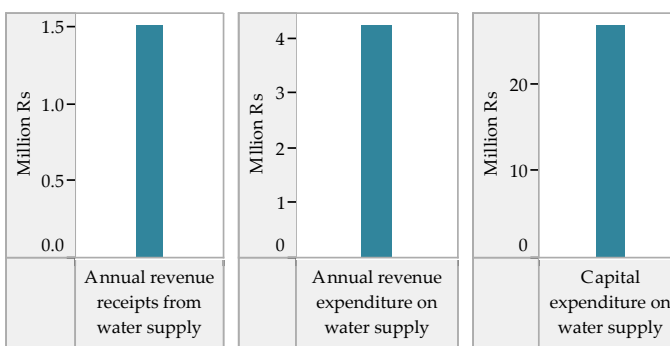 Million Rs
1.5
1.0
0.5
0.0
Annual revenue
receipts from
water supply
Mllion Rs
4
3
2
1
0
Annual revenue
expenditure on
water supply
Million Rs
20
10
0
Capital
expenditure on
water supply